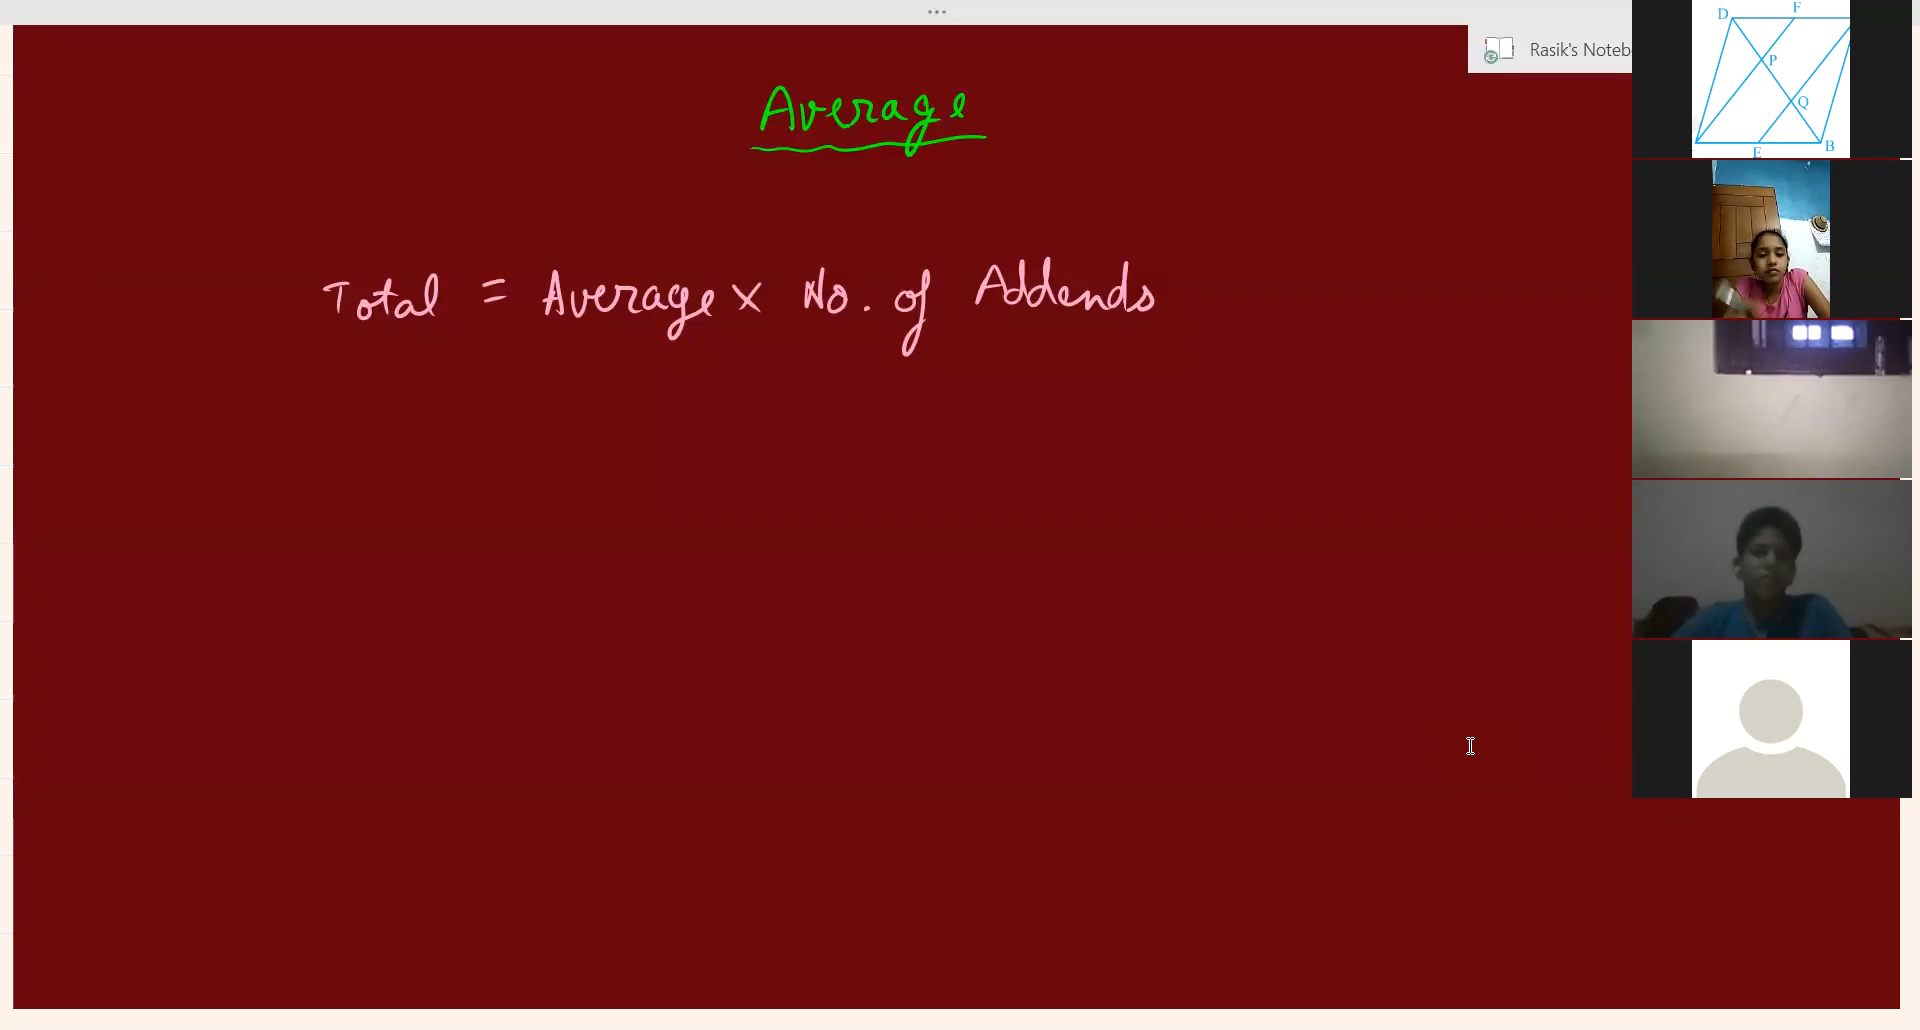 Average
Rasik's Noteb
Total = Average × No. of Addends
D F
P
Q
E B